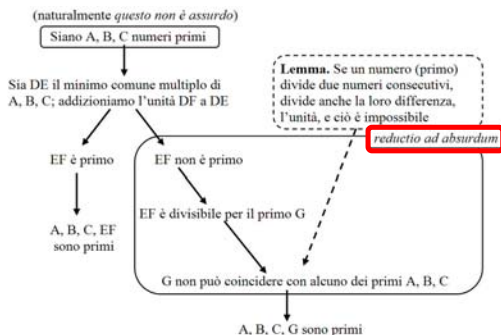 (naturalmente questo non è assurdo)
Siano A, B, C numeri primi
Sia DE il minimo comune multiplo di
A, B, C; addizioniamo l'unità DF a DE
Lemma. Se un numero (primo)
divide due numeri consecutivi,
divide anche la loro differenza,
l'unità, e ciò è impossibile
reductio ad absurdum
EF è primo
EF non è primo
A, B, C, EF
sono primi
EF è divisibile per il primo G
G non può coincidere con alcuno dei primi A, B, C
A, B, C, G sono primi